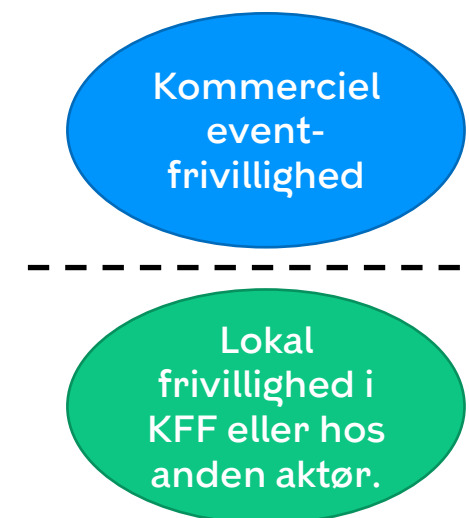 Kommerciel
event-
frivillighed
Lokal
frivillighed i
KFF eller hos
anden aktør.